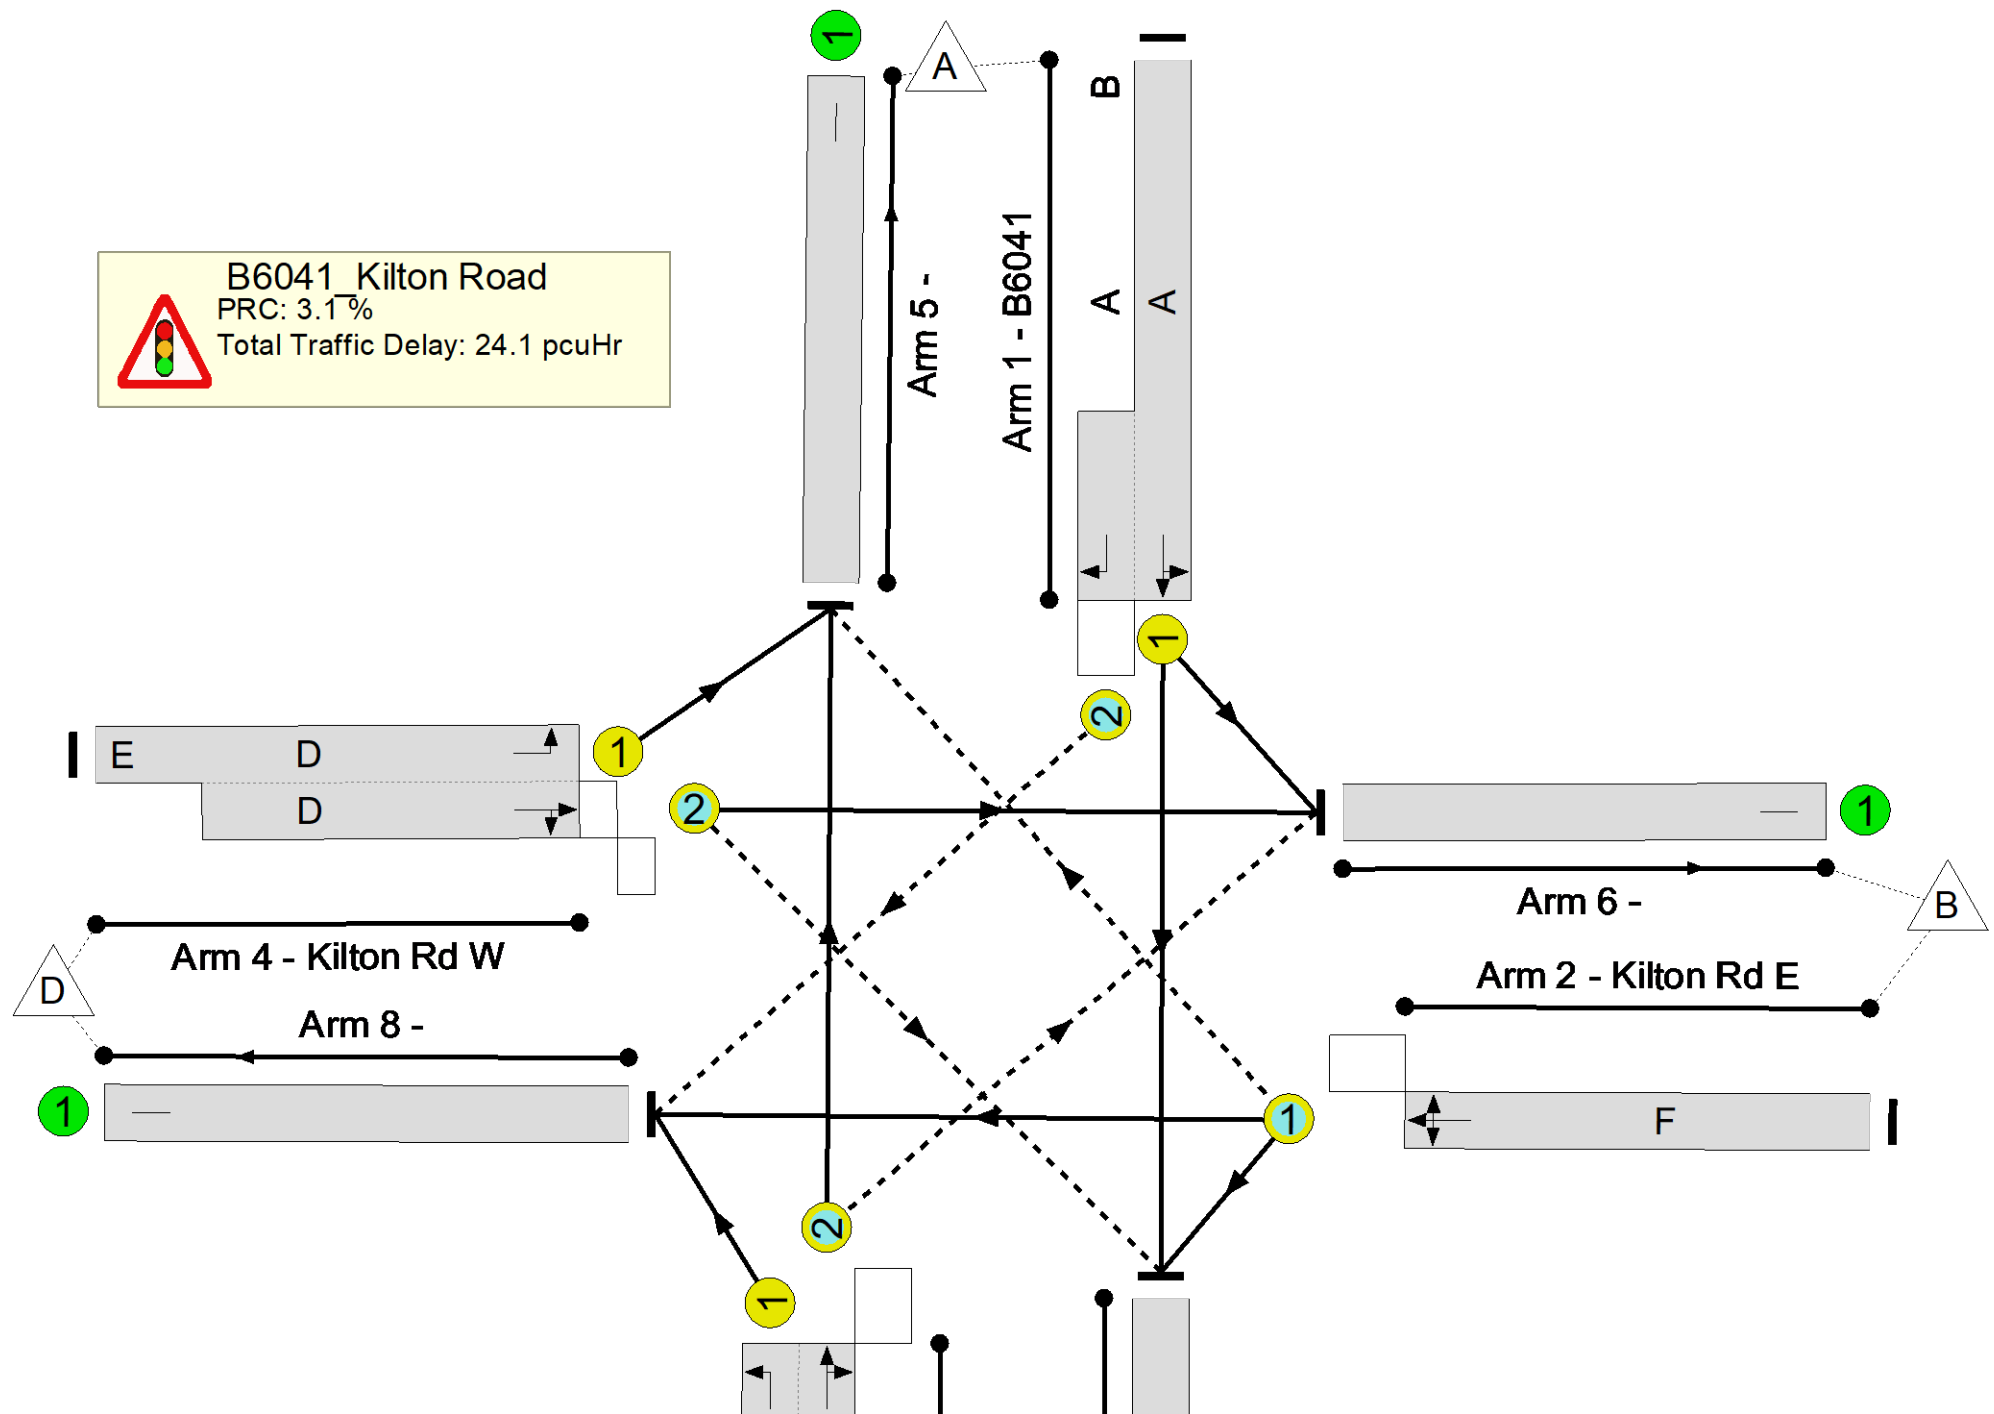 1
A
B
Arm 5 -
Arm 1 - B6041
A
A
B6041_Kilton Road
PRC: 3.1 %
Total Traffic Delay: 24.1 pcuHr
1
2
E
D
1
D
2
1
Arm 6 -
B
Arm 4 - Kilton Rd W
D
Arm 8 -
Arm 2 - Kilton Rd E
1
1
F
2
1